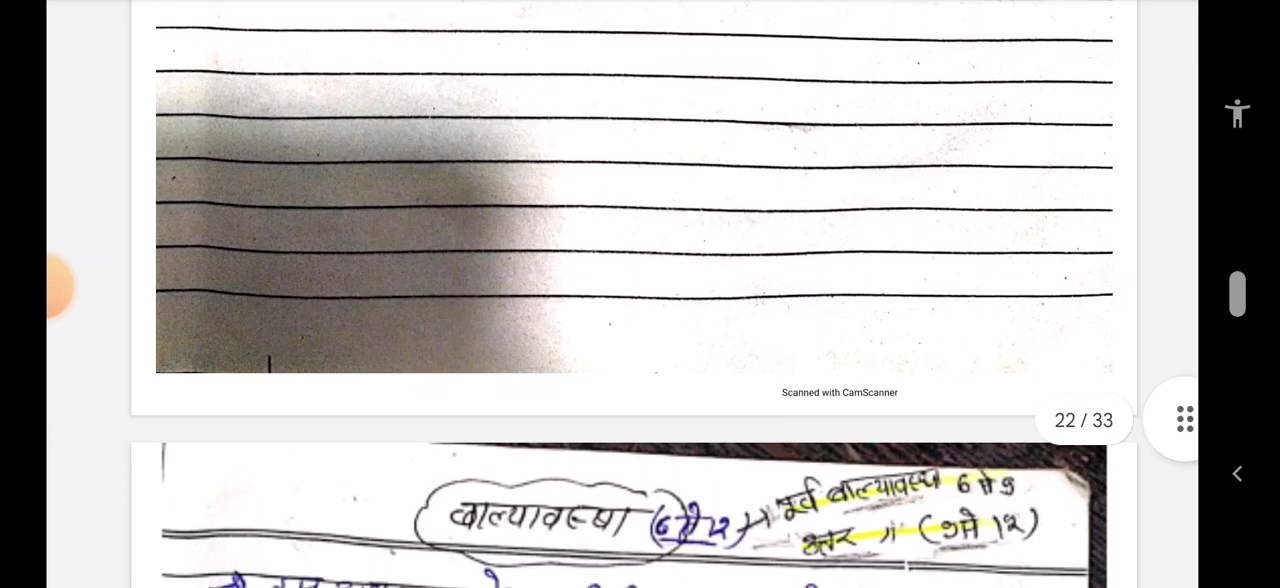 Scanned with CamScanner
22 / 33
पूर्व बाल्यावस्था 6 से 9
बाल्यावस्था (6 से 12) →
उत्तर 〃 (9 से 12)